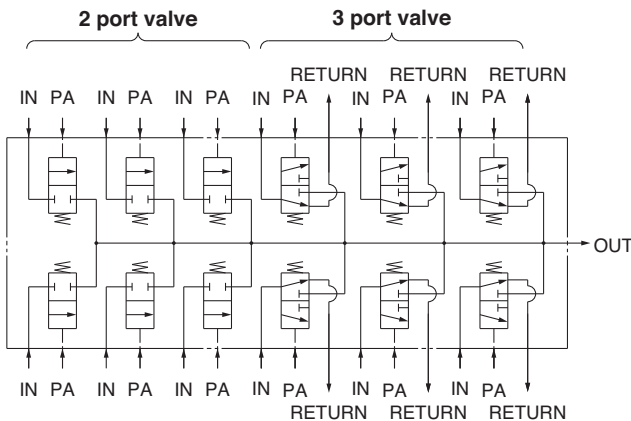 2 port valve 3 port valve
RETURN RETURN RETURN
IN PA IN PA IN PA IN PA IN PA IN PA
OUT
IN PA IN PA IN PA IN PA IN PA IN PA
RETURN RETURN RETURN